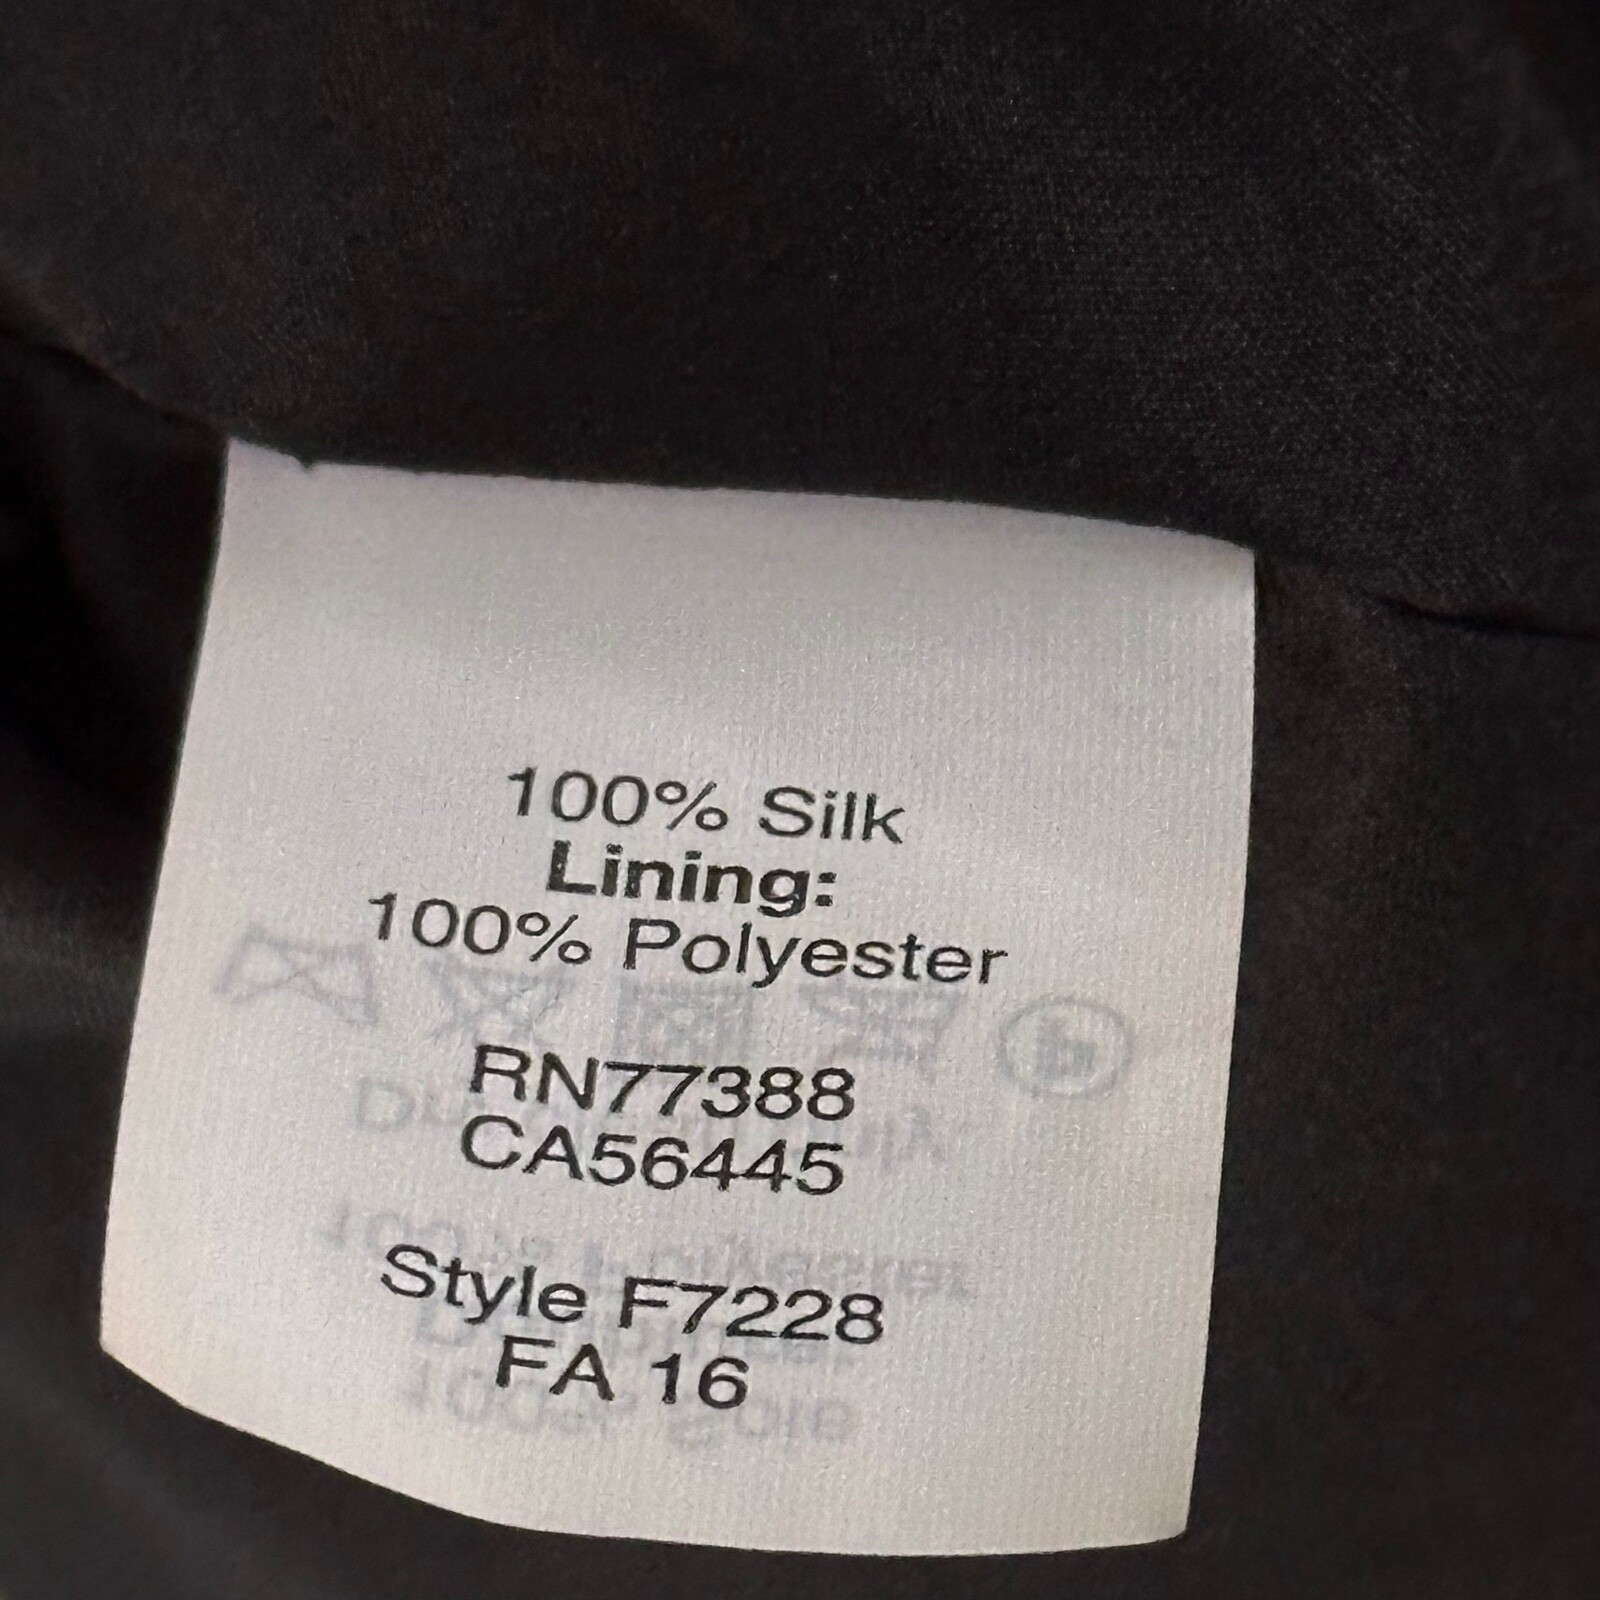 100% Silk
Lining:
100% Polyester
RN77388
CA56445
Style F7228
FA 16